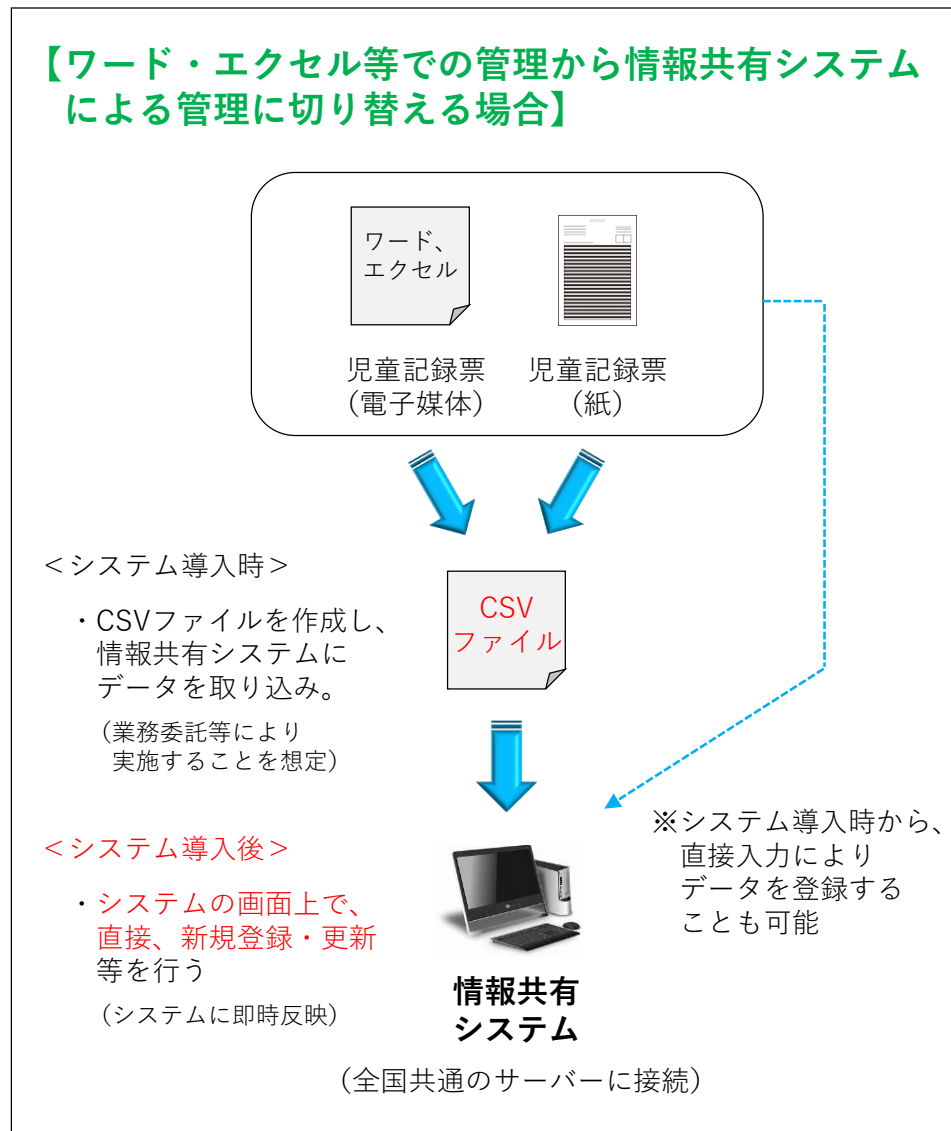 【ワード・エクセル等での管理から情報共有システム
による管理に切り替える場合】
ワード、
エクセル
児童記録票
（電子媒体）
児童記録票
（紙）
＜システム導入時＞
・CSVファイルを作成し、
情報共有システムに
データを取り込み。
（業務委託等により
実施することを想定）
CSV
ファイル
＜システム導入後＞
・システムの画面上で、
直接、新規登録・更新
等を行う
（システムに即時反映）
※システム導入時から、
直接入力により
データを登録する
ことも可能
情報共有
システム
（全国共通のサーバーに接続）